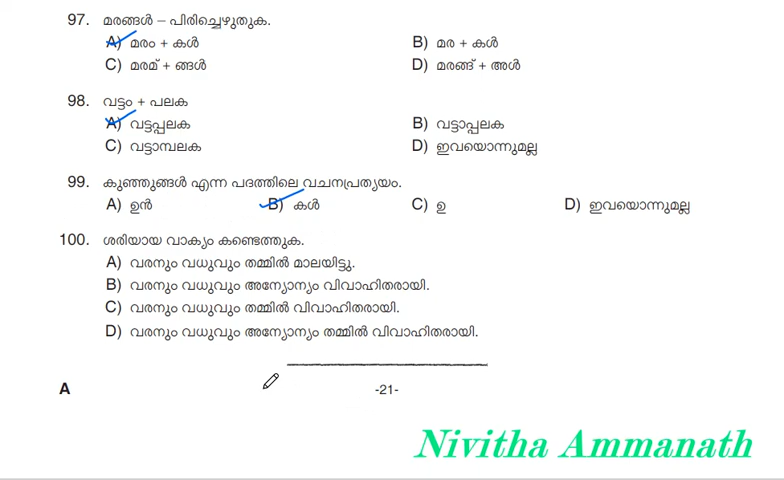 97. മരങ്ങൾ – പിരിച്ചെഴുതുക.
A) മരം + കൾ B) മര + കൾ
C) മരമ് + ങ്ങൾ D) മരങ്ങ് + അൾ
98. വട്ടം + പലക
A) വട്ടപ്പലക B) വട്ടാപ്പലക
C) വട്ടാമ്പലക D) ഇവയൊന്നുമല്ല
99. കുഞ്ഞുങ്ങൾ എന്ന പദത്തിലെ വചനപ്രത്യയം.
A) ഉൻ B) കൾ C) ഉ D) ഇവയൊന്നുമല്ല
100. ശരിയായ വാക്യം കണ്ടെത്തുക.
A) വരനും വധുവും തമ്മിൽ മാലയിട്ടു.
B) വരനും വധുവും അന്യോന്യം വിവാഹിതരായി.
C) വരനും വധുവും തമ്മിൽ വിവാഹിതരായി.
D) വരനും വധുവും അന്യോന്യം തമ്മിൽ വിവാഹിതരായി.
A -21-
Nivitha Ammanath